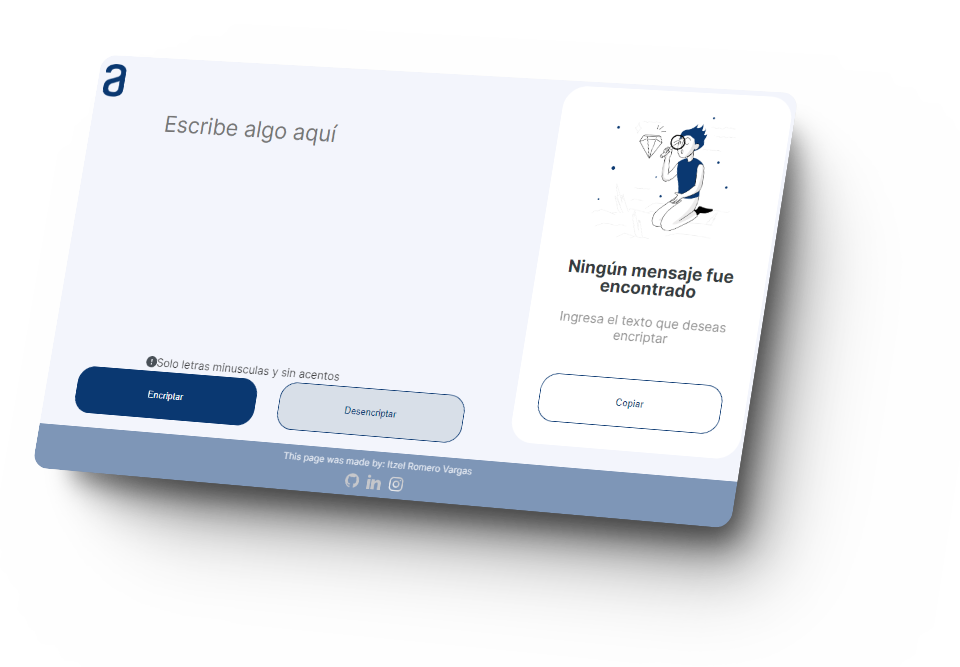 a
Escribe algo aquí
Ningún mensaje fue
encontrado
Ingresa el texto que deseas
encriptar
Solo letras minusculas y sin acentos
Encriptar
Desencriptar
Copiar
This page was made by: Itzel Romero Vargas
in